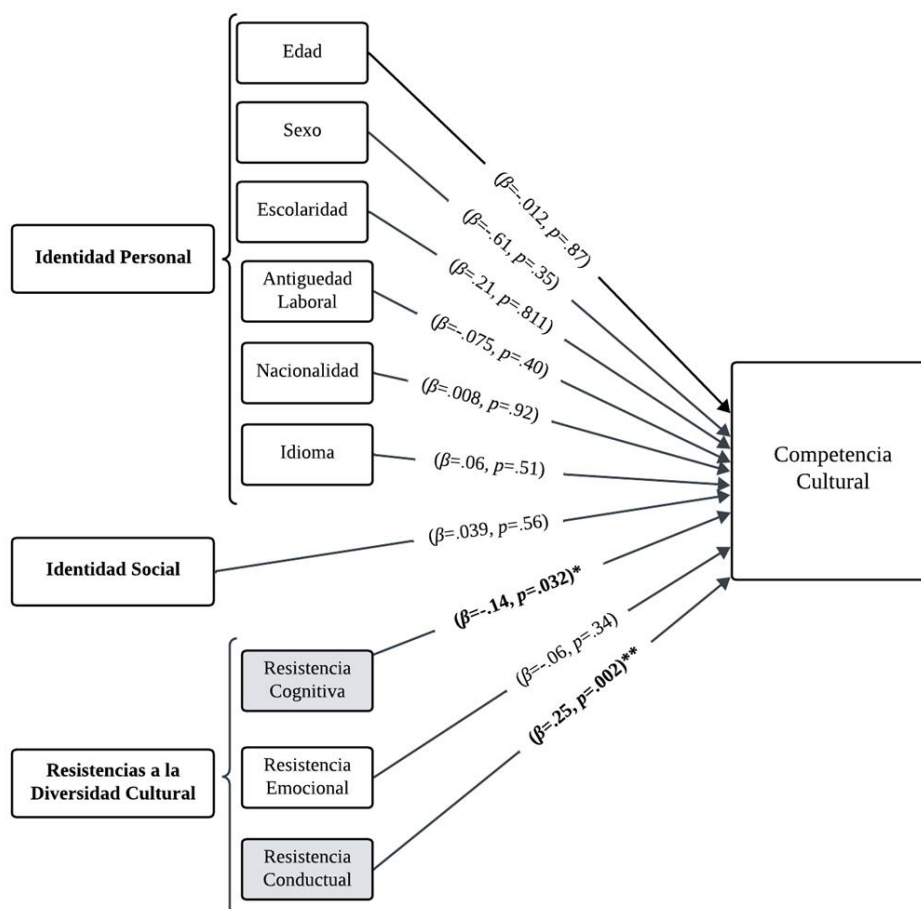 Edad
Sexo
Escolaridad
Identidad Personal
Antiguedad
Laboral
Nacionalidad
Idioma
(β=-.012, p=.87)
(β=-.61, p=.35)
(β=.21, p=.811)
(β=-.075, p=.40)
(β=.008, p=.92)
(β=.06, p=.51)
Competencia
Cultural
Identidad Social
(β=.039, p=.56)
Resistencias a la
Diversidad Cultural
Resistencia
Cognitiva
(β=-.14, p=.032)*
Resistencia
Emocional
(β=-.06, p=.34)
Resistencia
Conductual
(β=.25, p=.002)**